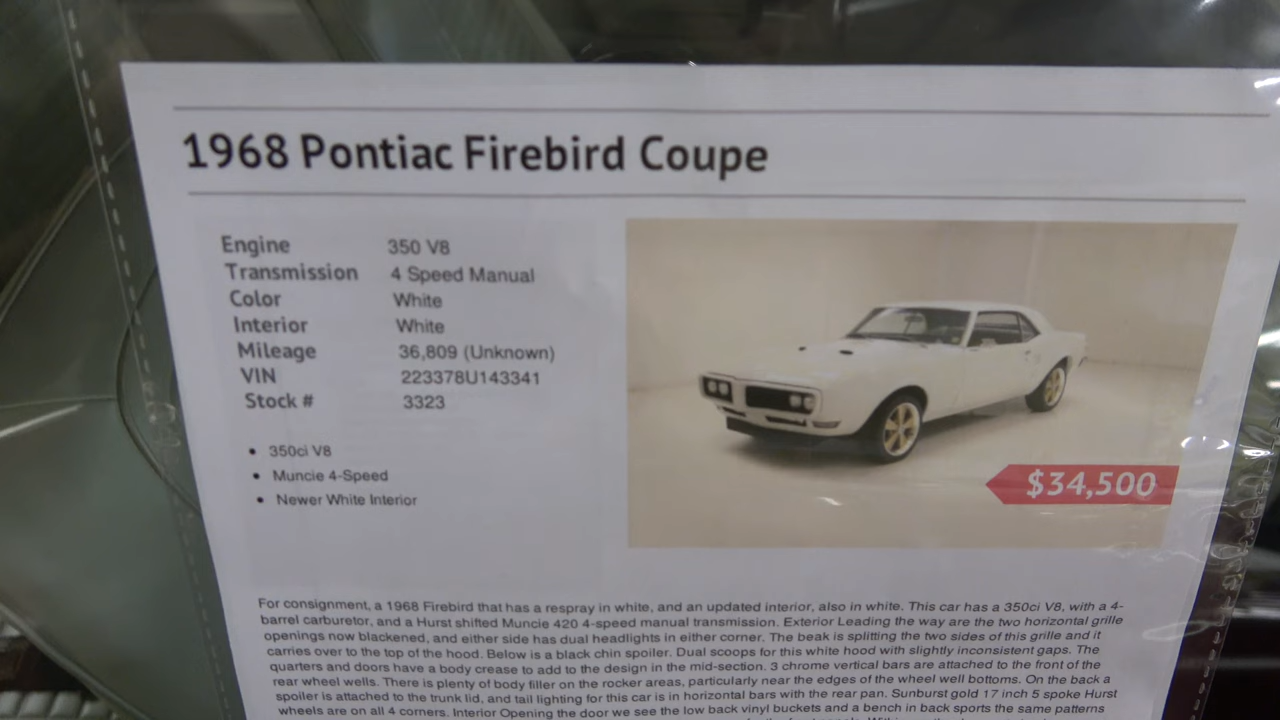 1968 Pontiac Firebird Coupe
Engine 350 V8
Transmission 4 Speed Manual
Color White
Interior White
Mileage 36,809 (Unknown)
VIN 223378U143341
Stock # 3323
• 350ci V8
• Muncie 4-Speed
• Newer White Interior
$34,500
For consignment, a 1968 Firebird that has a respray in white, and an updated interior, also in white. This car has a 350ci V8, with a 4-
barrel carburetor, and a Hurst shifted Muncie 420 4-speed manual transmission. Exterior Leading the way are the two horizontal grille
openings now blackened, and either side has dual headlights in either corner. The beak is splitting the two sides of this grille and it
carries over to the top of the hood. Below is a black chin spoiler. Dual scoops for this white hood with slightly inconsistent gaps. The
quarters and doors have a body crease to add to the design in the mid-section. 3 chrome vertical bars are attached to the front of the
rear wheel wells. There is plenty of body filler on the rocker areas, particularly near the edges of the wheel well bottoms. On the back a
spoiler is attached to the trunk lid, and tail lighting for this car is in horizontal bars with the rear pan. Sunburst gold 17 inch 5 spoke Hurst
wheels are on all 4 corners. Interior Opening the door we see the low back vinyl buckets and a bench in back sports the same patterns